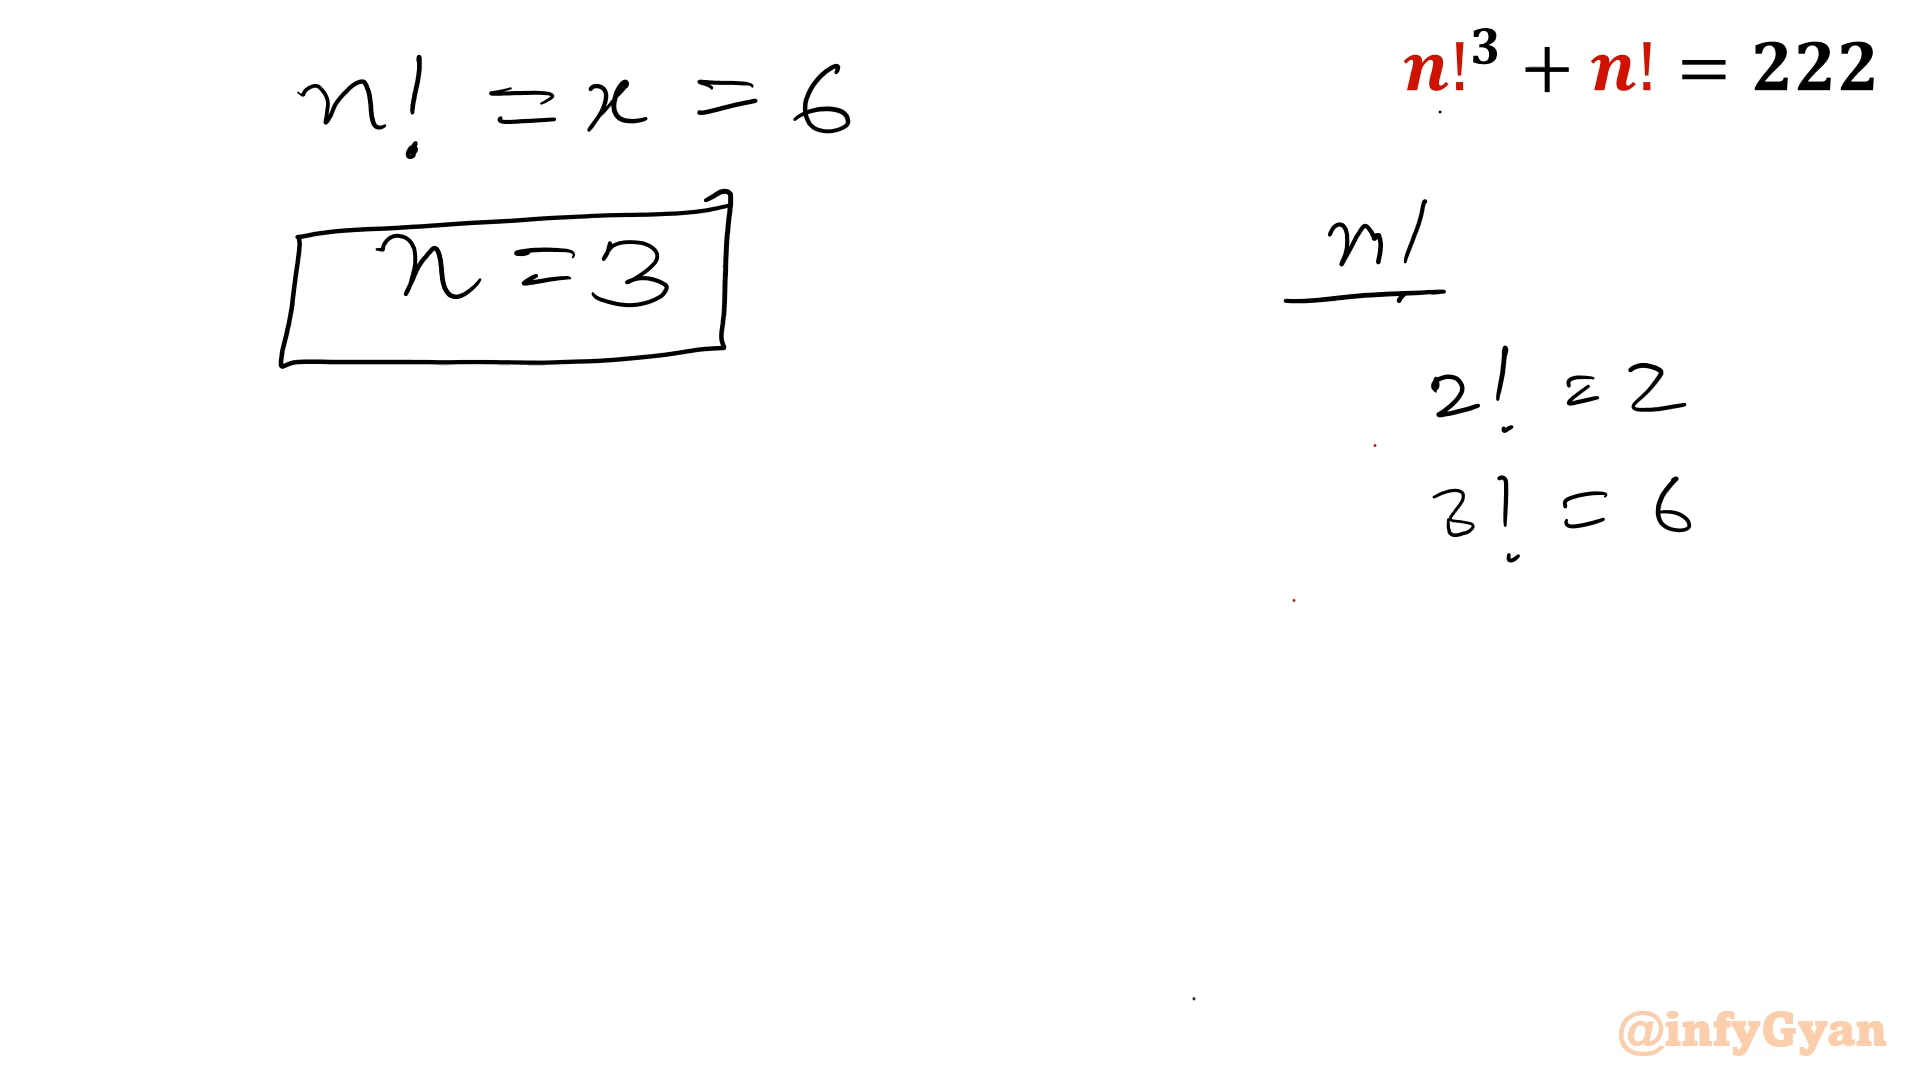 n!³ + n! = 222
n! = x = 6
n = 3
n!
2! = 2
3! = 6
@infyGyan